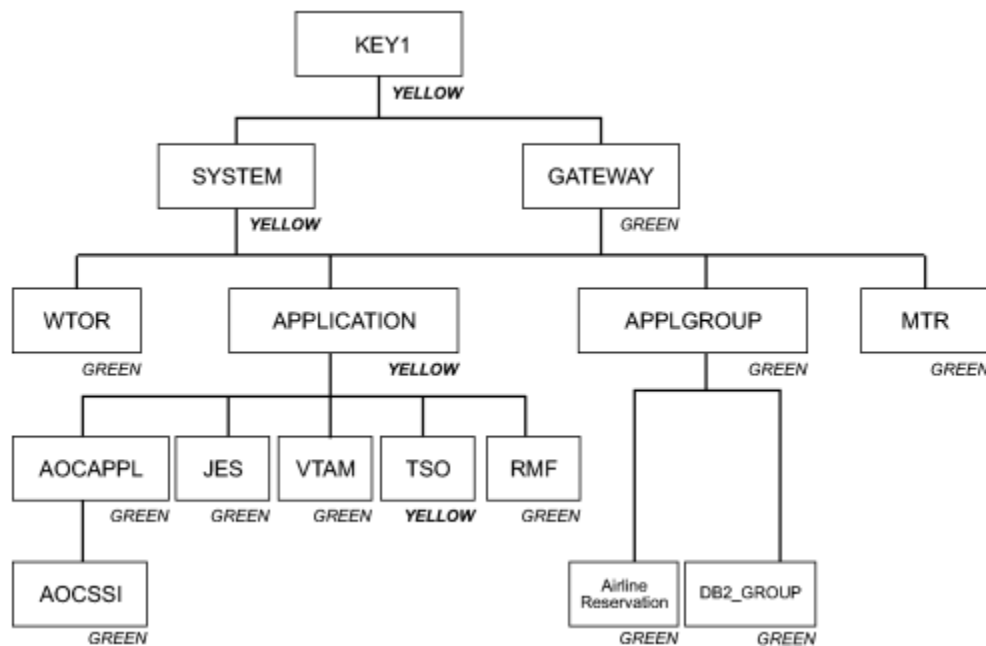 KEY1
YELLOW
SYSTEM
GATEWAY
YELLOW
GREEN
WTOR
APPLICATION
APPLGROUP
MTR
GREEN
YELLOW
GREEN
GREEN
AOCAPPL
JES
VTAM
TSO
RMF
GREEN
GREEN
GREEN
YELLOW
GREEN
AOCSSI
Airline
Reservation
DB2_GROUP
GREEN
GREEN
GREEN